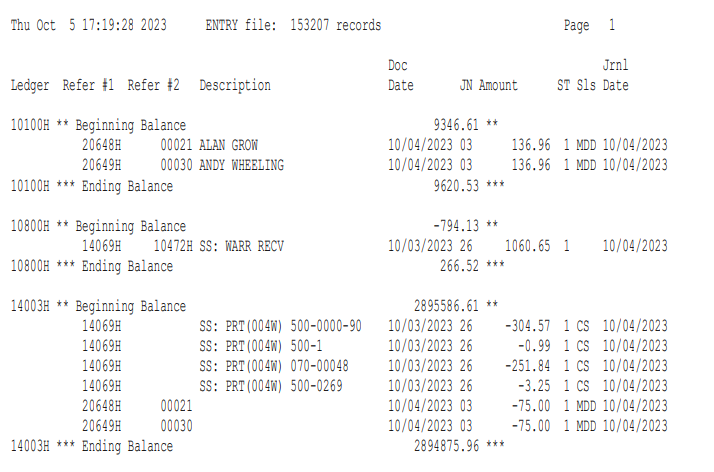 Thu Oct  5 17:19:28 2023      ENTRY file:  153207 records                            Page   1
                                                          Doc                              Jrnl
Ledger  Refer #1  Refer #2   Description                  Date       JN Amount      ST Sls Date
10100H ** Beginning Balance                                      9346.61 **
           20648H      00021 ALAN GROW                    10/04/2023 03      136.96  1 MDD 10/04/2023
           20649H      00030 ANDY WHEELING                10/04/2023 03      136.96  1 MDD 10/04/2023
10100H *** Ending Balance                                        9620.53 ***
10800H ** Beginning Balance                                      -794.13 **
           14069H     10472H SS: WARR RECV                10/03/2023 26     1060.65  1     10/04/2023
10800H *** Ending Balance                                         266.52 ***
14003H ** Beginning Balance                                   2895586.61 **
           14069H            SS: PRT(004W) 500-0000-90    10/03/2023 26     -304.57  1 CS  10/04/2023
           14069H            SS: PRT(004W) 500-1          10/03/2023 26       -0.99  1 CS  10/04/2023
           14069H            SS: PRT(004W) 070-00048      10/03/2023 26     -251.84  1 CS  10/04/2023
           14069H            SS: PRT(004W) 500-0269       10/03/2023 26       -3.25  1 CS  10/04/2023
           20648H      00021                              10/04/2023 03      -75.00  1 MDD 10/04/2023
           20649H      00030                              10/04/2023 03      -75.00  1 MDD 10/04/2023
14003H *** Ending Balance                                     2894875.96 ***